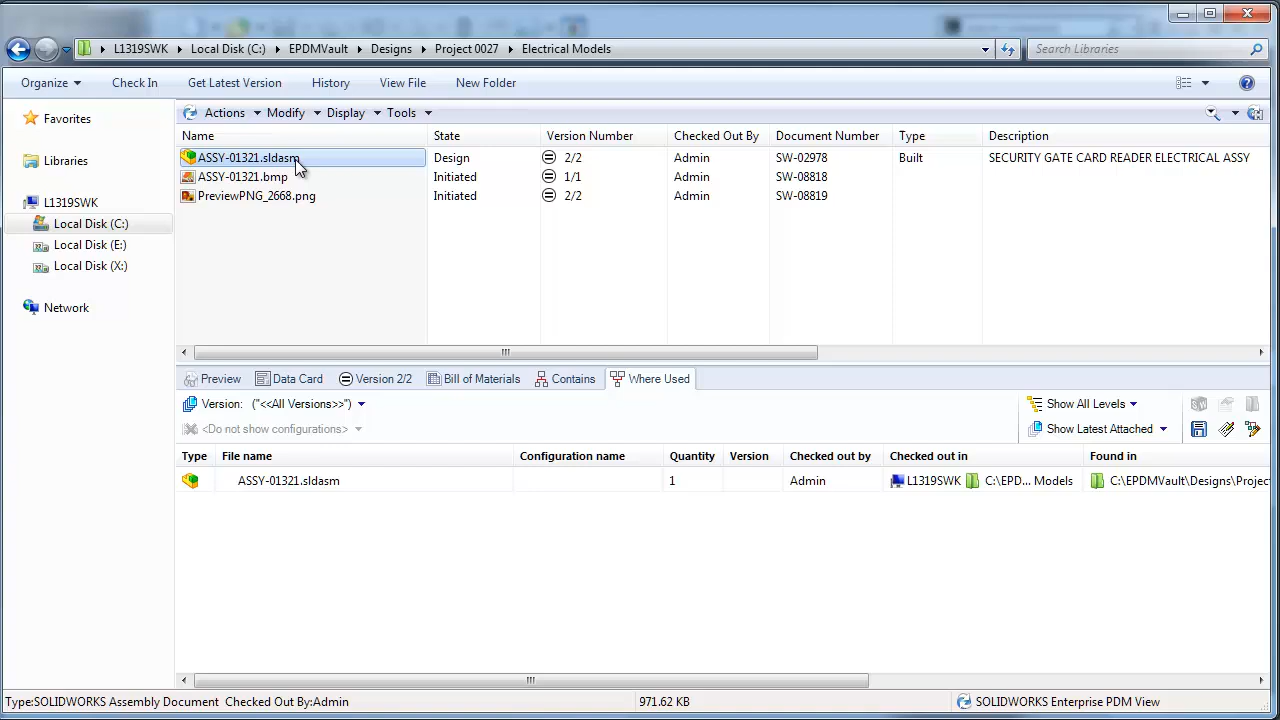 L1319SWK Local Disk (C:) EPDMVault Designs Project 0027 Electrical Models Search Libraries
Organize Check In Get Latest Version History View File New Folder
Favorites
Libraries
L1319SWK
Local Disk (C:)
Local Disk (E:)
Local Disk (X:)
Network
Actions Modify Display Tools
Name State Version Number Checked Out By Document Number Type Description
ASSY-01321.sldasm Design 2/2 Admin SW-02978 Built SECURITY GATE CARD READER ELECTRICAL ASSY
ASSY-01321.bmp Initiated 1/1 Admin SW-08818
PreviewPNG_2668.png Initiated 2/2 Admin SW-08819
Preview Data Card Version 2/2 Bill of Materials Contains Where Used
Version: ("<<All Versions>>") Show All Levels
<Do not show configurations> Show Latest Attached
Type File name Configuration name Quantity Version Checked out by Checked out in Found in
ASSY-01321.sldasm 1 Admin L1319SWK C:\EPD... Models C:\EPDMVault\Designs\Projec
Type:SOLIDWORKS Assembly Document Checked Out By:Admin 971.62 KB SOLIDWORKS Enterprise PDM View